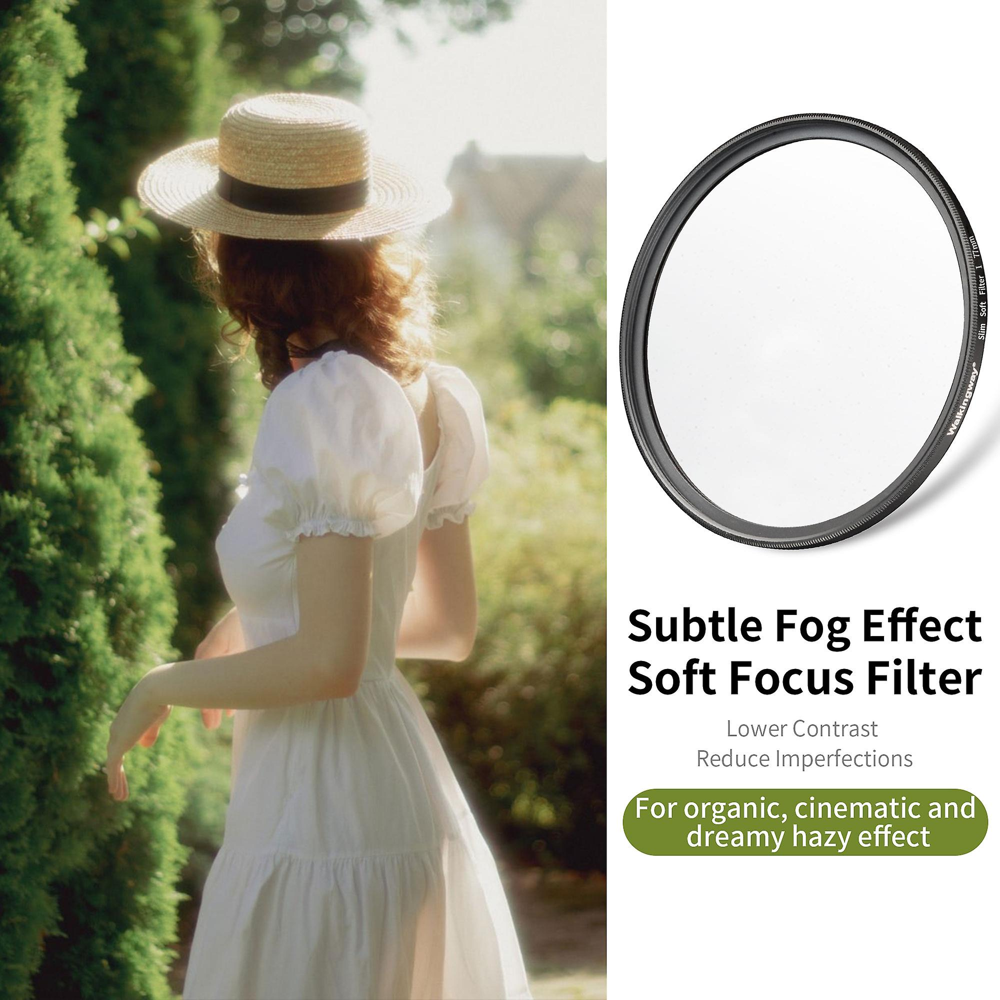 Walkingway® Slim Soft Filter I 77mm
Subtle Fog Effect
Soft Focus Filter
Lower Contrast
Reduce Imperfections
For organic, cinematic and
dreamy hazy effect